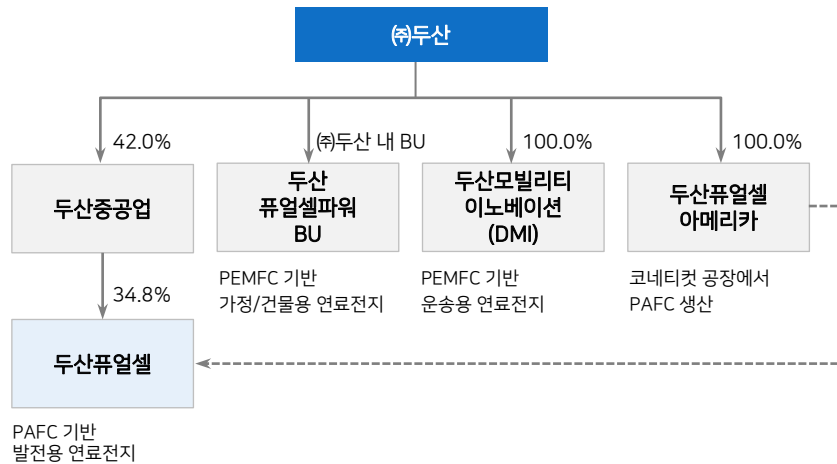 ㈜두산
42.0%
㈜두산 내 BU
100.0%
100.0%
두산중공업
두산
퓨얼셀파워
BU
두산모빌리티
이노베이션
(DMI)
두산퓨얼셀
아메리카
PEMFC 기반
가정/건물용 연료전지
PEMFC 기반
운송용 연료전지
코네티컷 공장에서
PAFC 생산
34.8%
두산퓨얼셀
PAFC 기반
발전용 연료전지